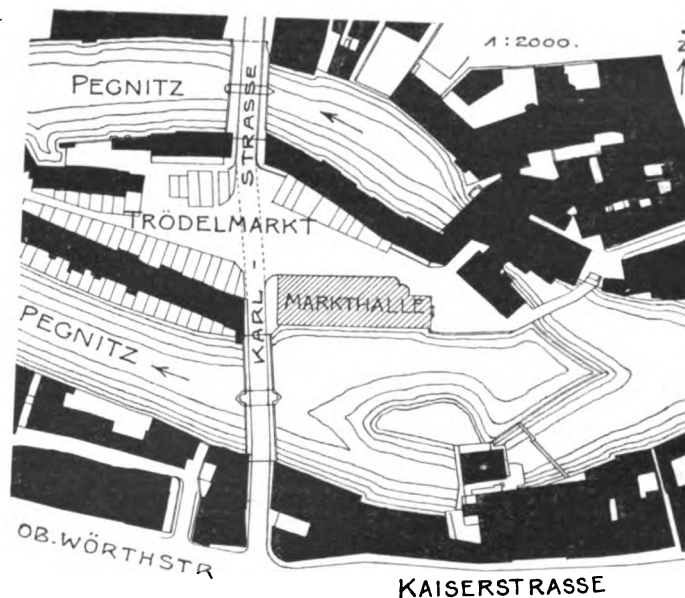 1:2000.
PEGNITZ
KARL-STRASSE
TRÖDELMARKT
MARKTHALLE
PEGNITZ
OB. WÖRTHSTR
KAISERSTRASSE